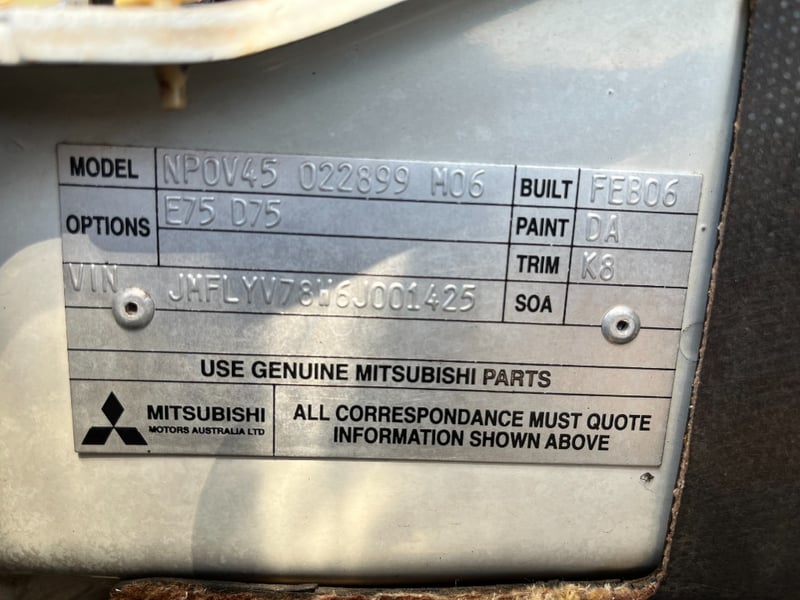 MODEL NPOV45 022899 M06 BUILT FEB06
OPTIONS E75 D75 PAINT DA
TRIM K8
VIN JMFLYV78W6J001425 SOA
USE GENUINE MITSUBISHI PARTS
MITSUBISHI
MOTORS AUSTRALIA LTD
ALL CORRESPONDANCE MUST QUOTE
INFORMATION SHOWN ABOVE